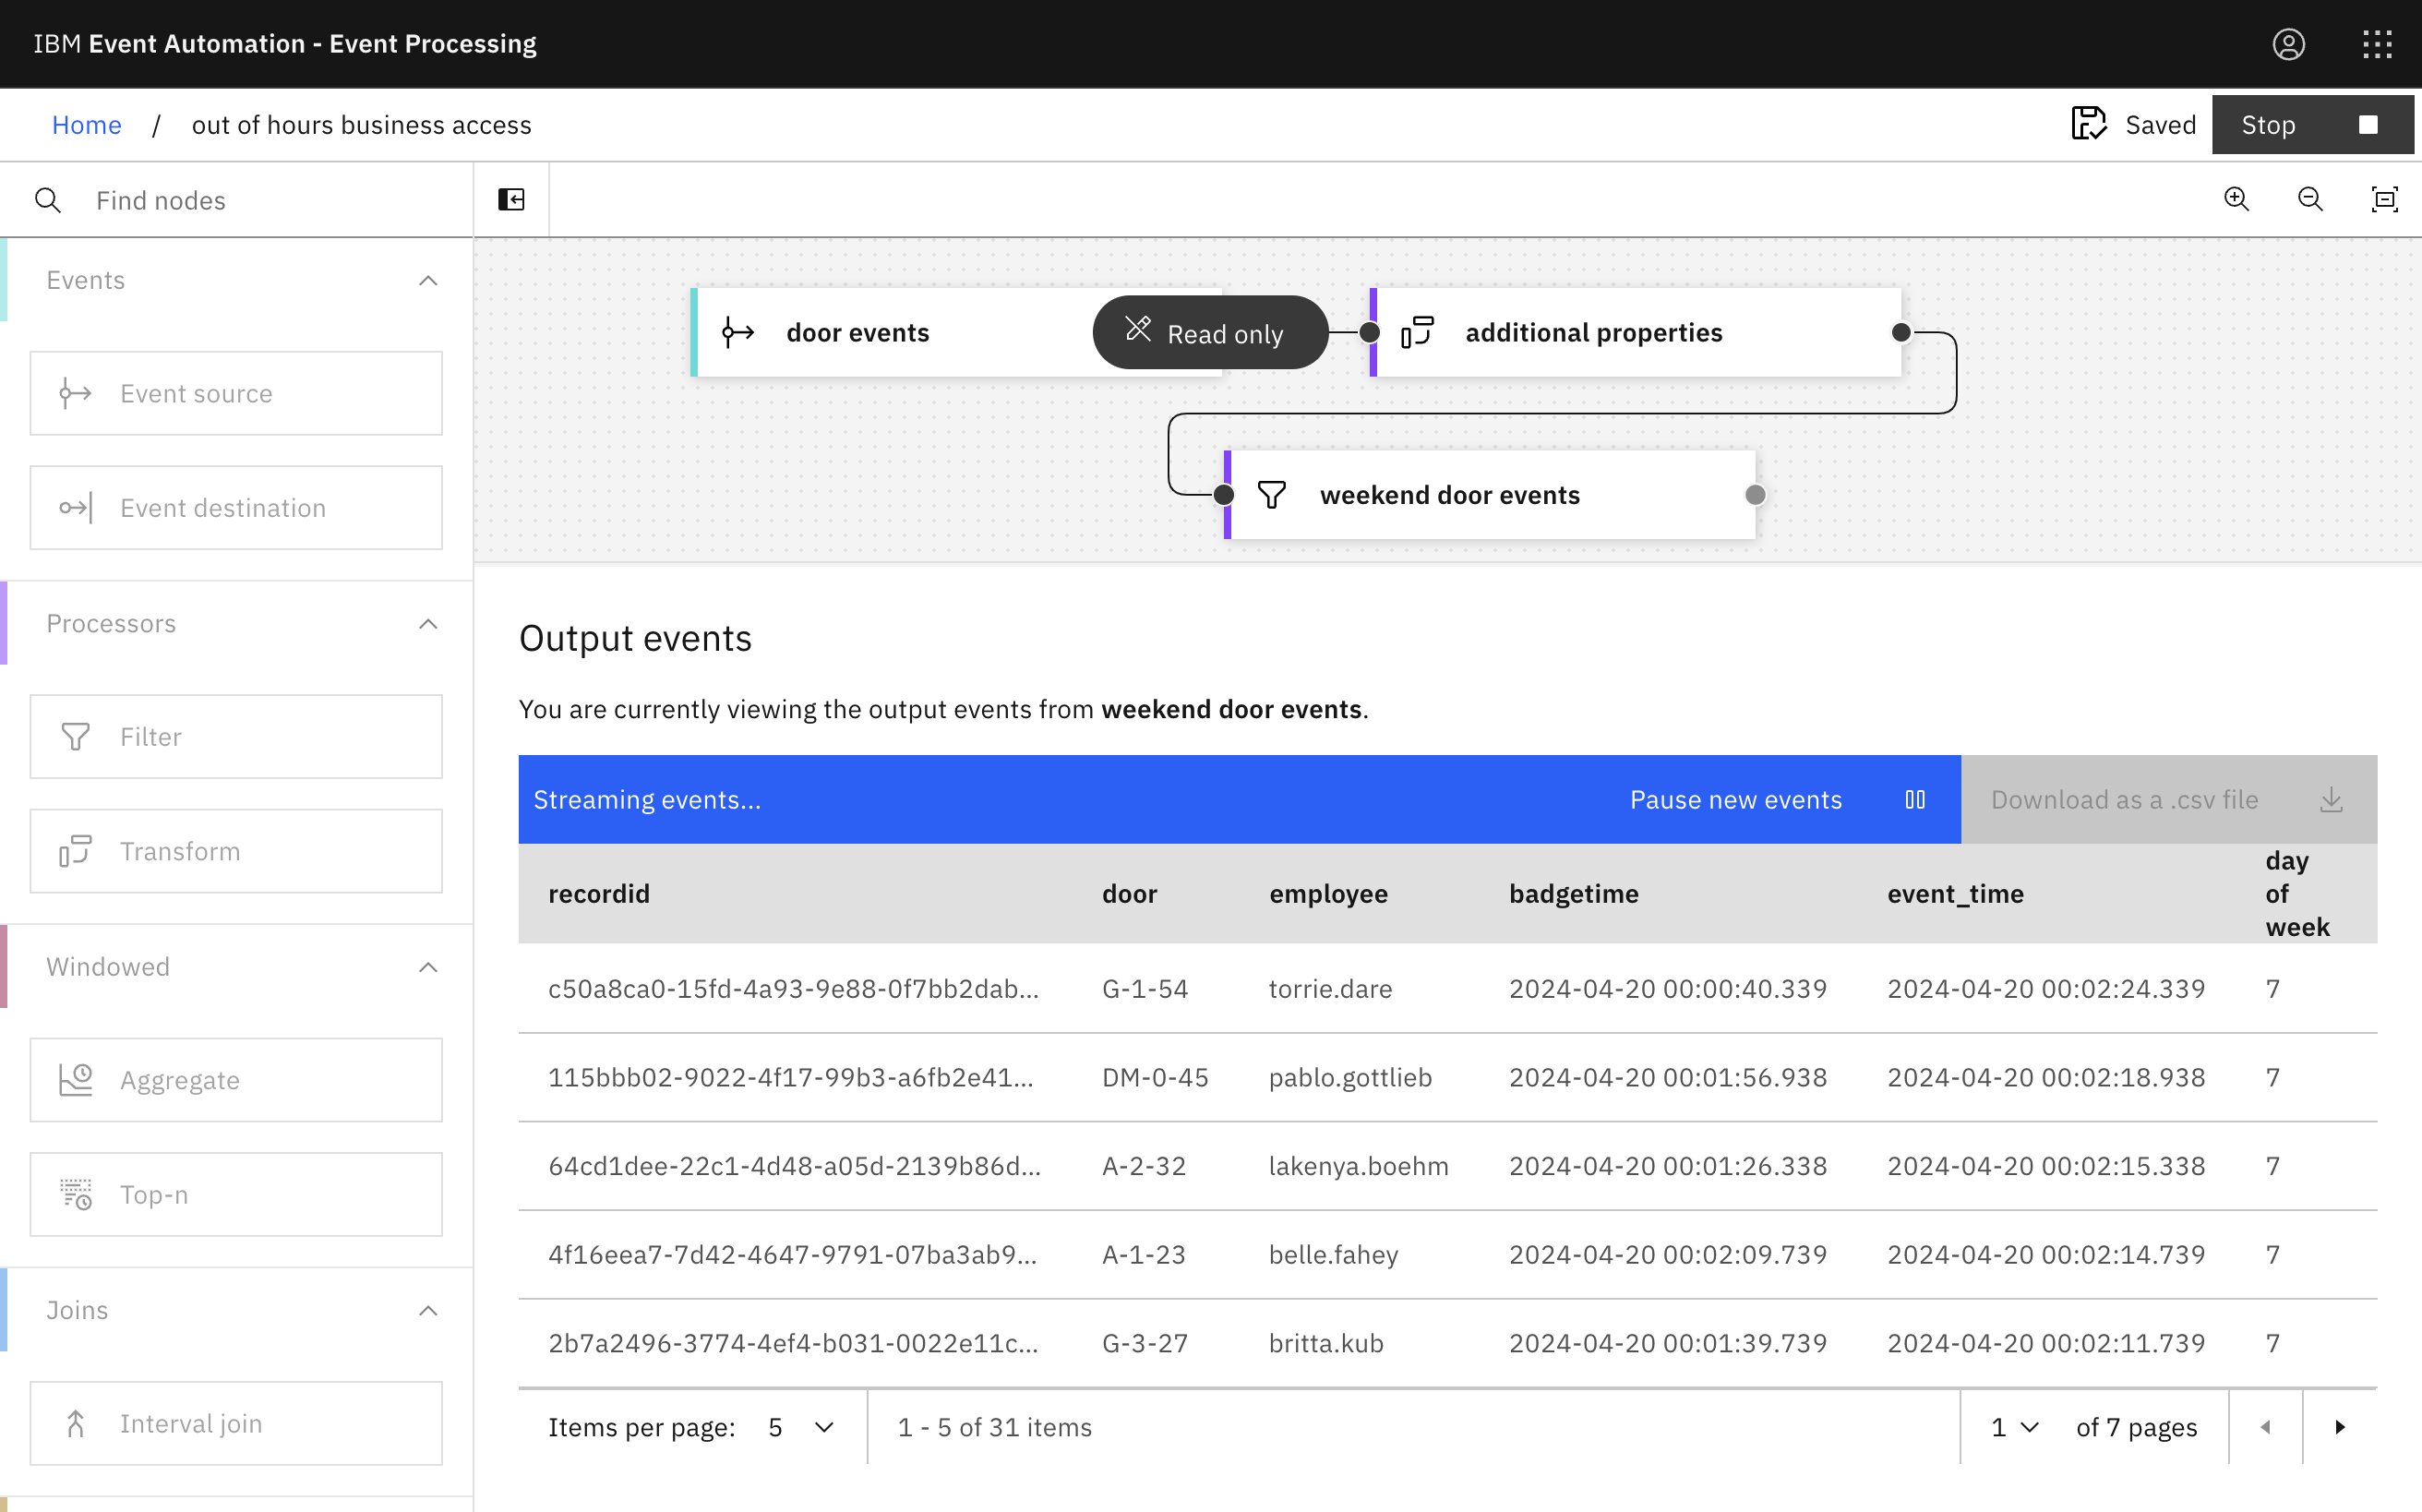 IBM Event Automation - Event Processing
Home / out of hours business access
Saved
Stop
Find nodes
Events
Event source
Event destination
Processors
Filter
Transform
Windowed
Aggregate
Top-n
Joins
Interval join
door events
Read only
additional properties
weekend door events
Output events
You are currently viewing the output events from weekend door events.
Streaming events...
Pause new events
Download as a .csv file
recordid door employee badgetime event_time day of week
c50a8ca0-15fd-4a93-9e88-0f7bb2dab... G-1-54 torrie.dare 2024-04-20 00:00:40.339 2024-04-20 00:02:24.339 7
115bbb02-9022-4f17-99b3-a6fb2e41... DM-0-45 pablo.gottlieb 2024-04-20 00:01:56.938 2024-04-20 00:02:18.938 7
64cd1dee-22c1-4d48-a05d-2139b86d... A-2-32 lakenya.boehm 2024-04-20 00:01:26.338 2024-04-20 00:02:15.338 7
4f16eea7-7d42-4647-9791-07ba3ab9... A-1-23 belle.fahey 2024-04-20 00:02:09.739 2024-04-20 00:02:14.739 7
2b7a2496-3774-4ef4-b031-0022e11c... G-3-27 britta.kub 2024-04-20 00:01:39.739 2024-04-20 00:02:11.739 7
Items per page: 5 1 - 5 of 31 items 1 of 7 pages